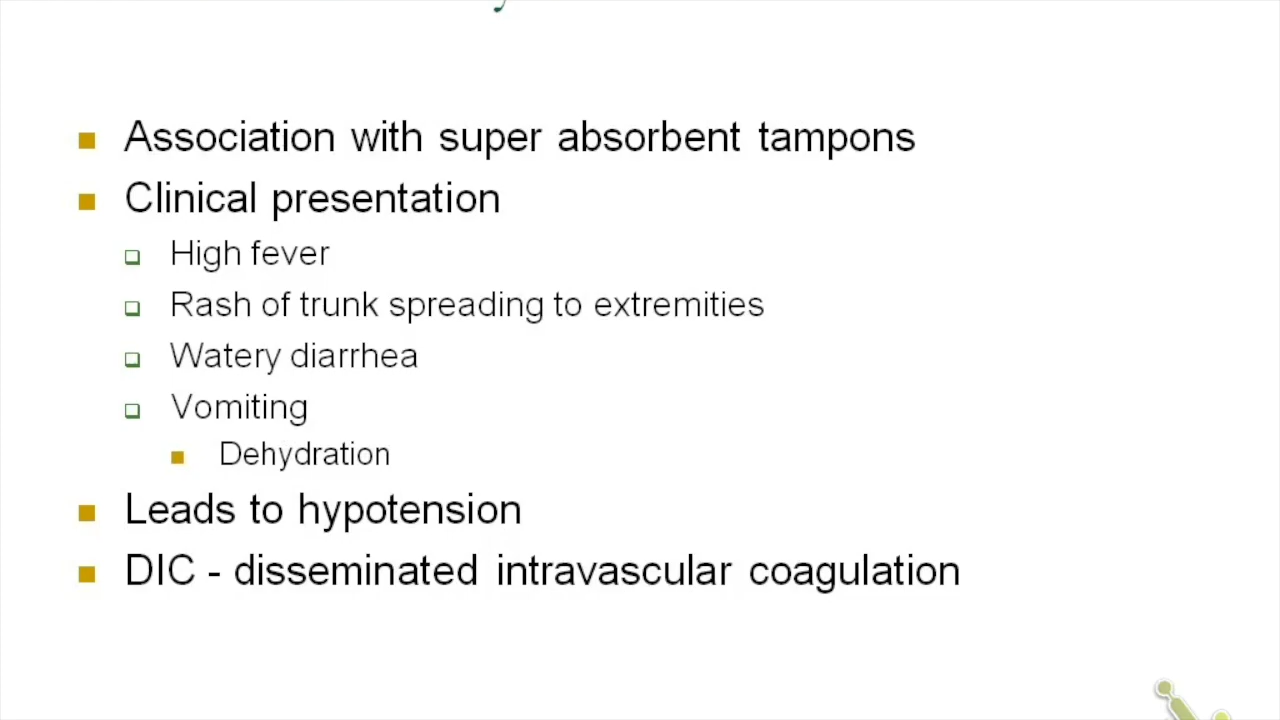 Association with super absorbent tampons
Clinical presentation
High fever
Rash of trunk spreading to extremities
Watery diarrhea
Vomiting
Dehydration
Leads to hypotension
DIC - disseminated intravascular coagulation